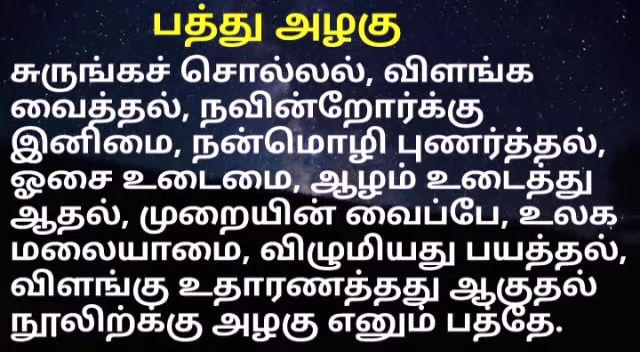 பத்து அழகு
சுருங்கச் சொல்லல், விளங்க
வைத்தல், நவின்றோர்க்கு
இனிமை, நன்மொழி புணர்த்தல்,
ஓசை உடைமை, ஆழம் உடைத்து
ஆதல், முறையின் வைப்பே, உலக
மலையாமை, விழுமியது பயத்தல்,
விளங்கு உதாரணத்தது ஆகுதல்
நூலிற்க்கு அழகு எனும் பத்தே.